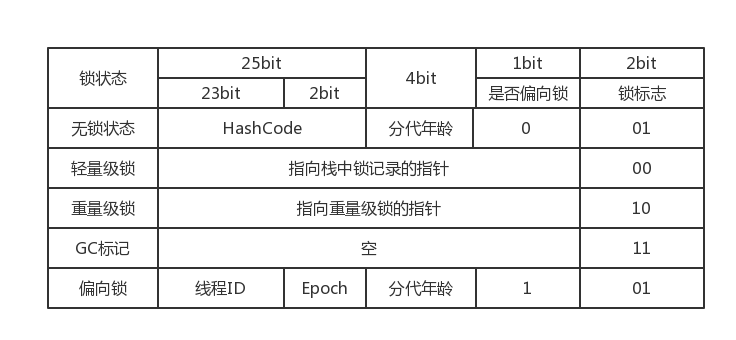 锁状态 25bit 4bit 1bit 2bit
23bit 2bit 是否偏向锁 锁标志
无锁状态 HashCode 分代年龄 0 01
轻量级锁 指向栈中锁记录的指针 00
重量级锁 指向重量级锁的指针 10
GC标记 空 11
偏向锁 线程ID Epoch 分代年龄 1 01